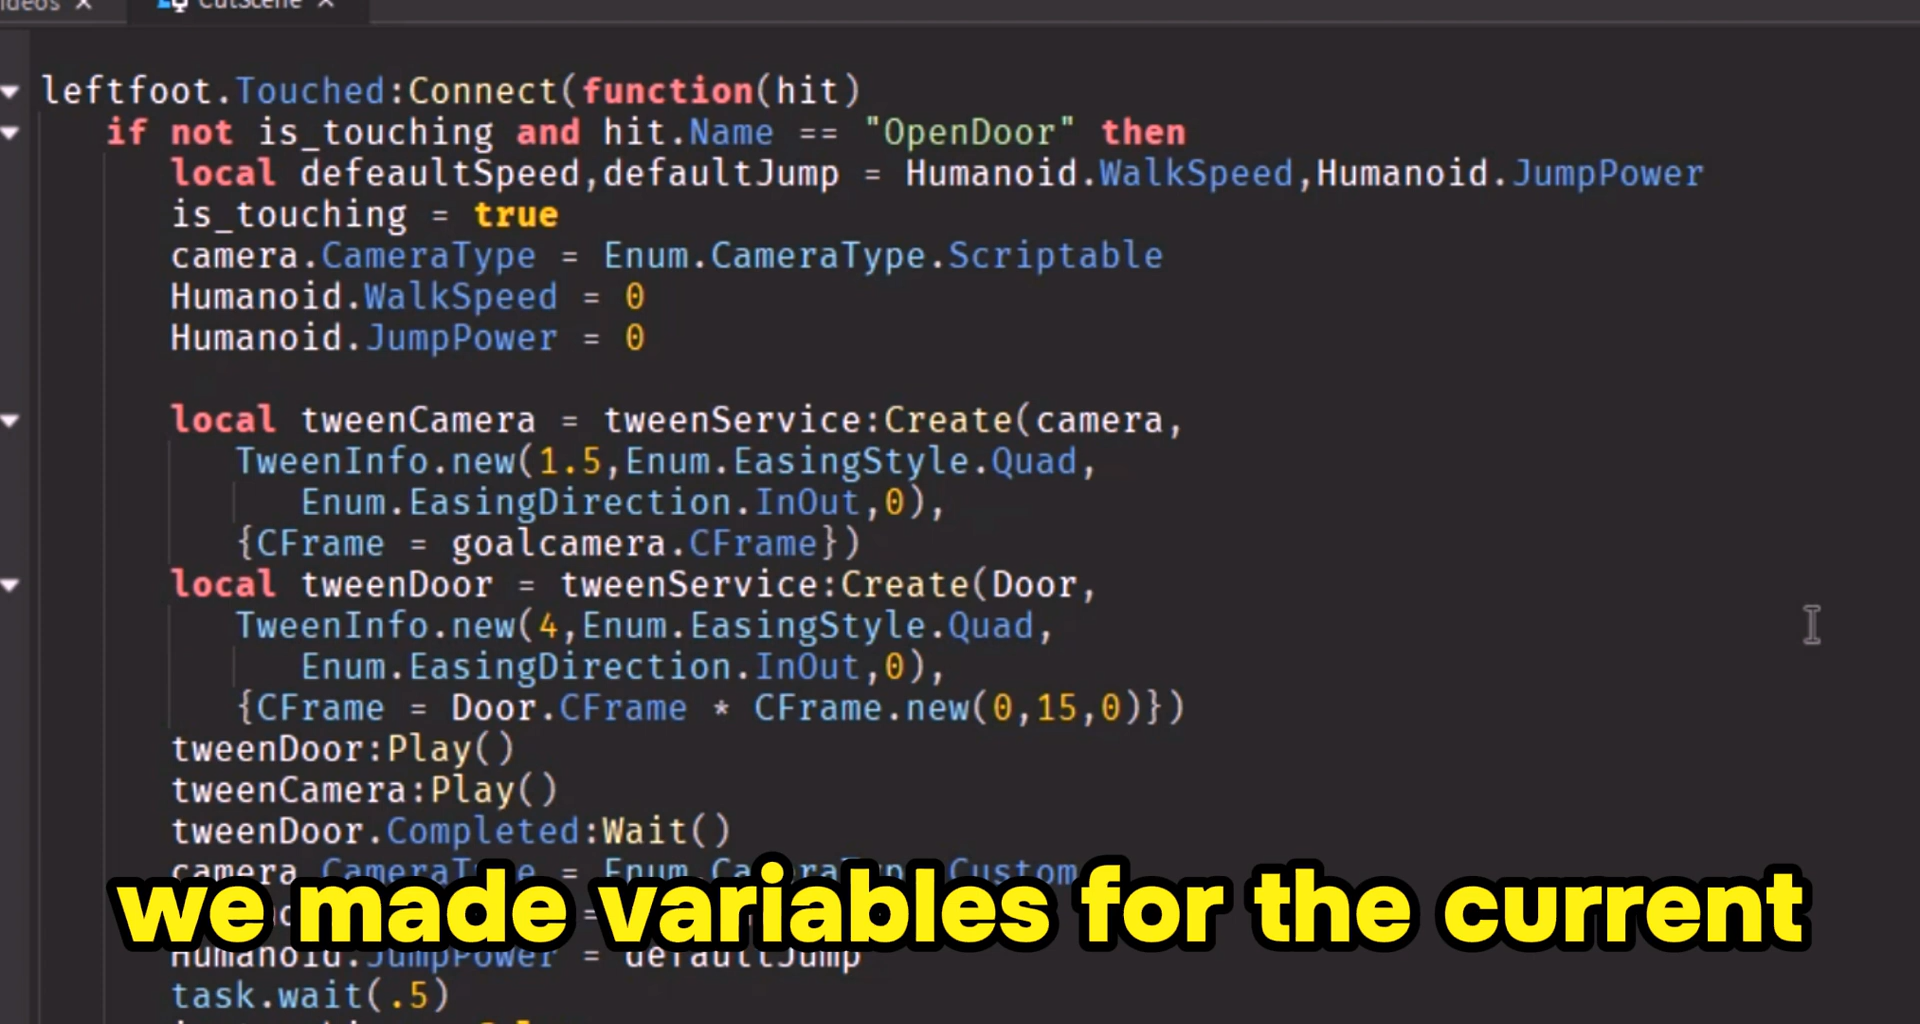 CutScene
leftfoot.Touched:Connect(function(hit)
if not is_touching and hit.Name == "OpenDoor" then
local defeaultSpeed,defaultJump = Humanoid.WalkSpeed,Humanoid.JumpPower
is_touching = true
camera.CameraType = Enum.CameraType.Scriptable
Humanoid.WalkSpeed = 0
Humanoid.JumpPower = 0
local tweenCamera = tweenService:Create(camera,
TweenInfo.new(1.5,Enum.EasingStyle.Quad,
Enum.EasingDirection.InOut,0),
{CFrame = goalcamera.CFrame})
local tweenDoor = tweenService:Create(Door,
TweenInfo.new(4,Enum.EasingStyle.Quad,
Enum.EasingDirection.InOut,0),
{CFrame = Door.CFrame * CFrame.new(0,15,0)})
tweenDoor:Play()
tweenCamera:Play()
tweenDoor.Completed:Wait()
camera.CameraType = Enum.CameraType.Custom
we made variables for the current
Humanoid.JumpPower = defaultJump
task.wait(.5)